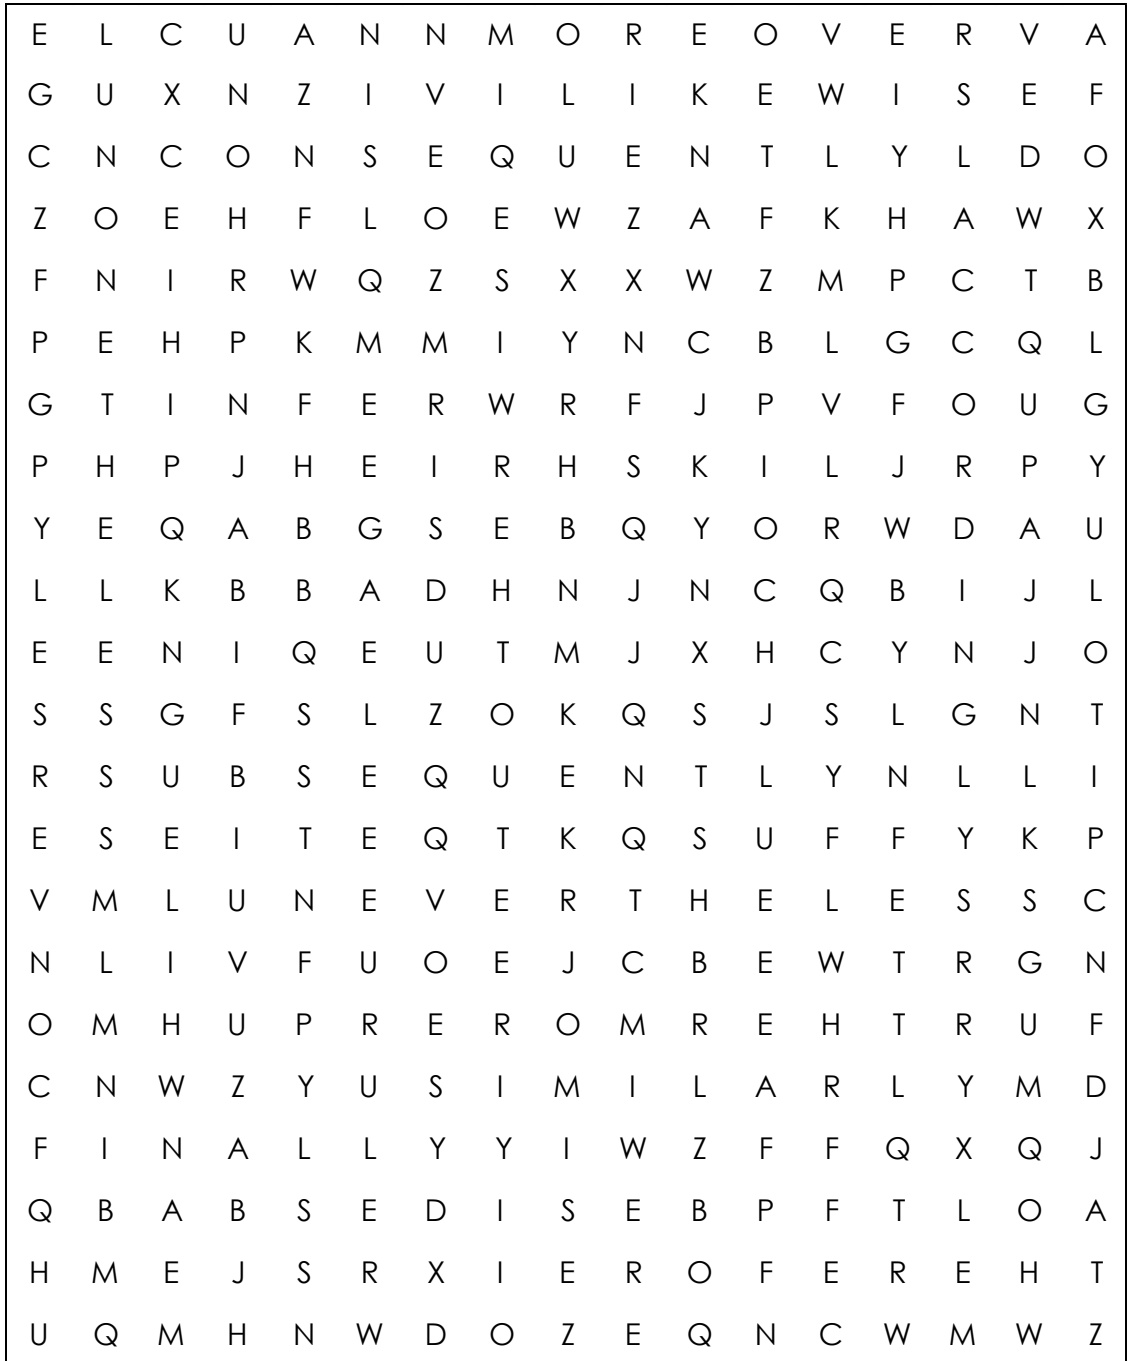 E L C U A N N M O R E O V E R V A
G U X N Z I V I L I K E W I S E F
C N C O N S E Q U E N T L Y L D O
Z O E H F L O E W Z A F K H A W X
F N I R W Q Z S X X W Z M P C T B
P E H P K M M I Y N C B L G C Q L
G T I N F E R W R F J P V F O U G
P H P J H E I R H S K I L J R P Y
Y E Q A B G S E B Q Y O R W D A U
L L K B B A D H N J N C Q B I J L
E E N I Q E U T M J X H C Y N J O
S S G F S L Z O K Q S J S L G N T
R S U B S E Q U E N T L Y N L L I
E S E I T E Q T K Q S U F F Y K P
V M L U N E V E R T H E L E S S C
N L I V F U O E J C B E W T R G N
O M H U P R E R O M R E H T R U F
C N W Z Y U S I M I L A R L Y M D
F I N A L L Y Y I W Z F F Q X Q J
Q B A B S E D I S E B P F T L O A
H M E J S R X I E R O F E R E H T
U Q M H N W D O Z E Q N C W M W Z